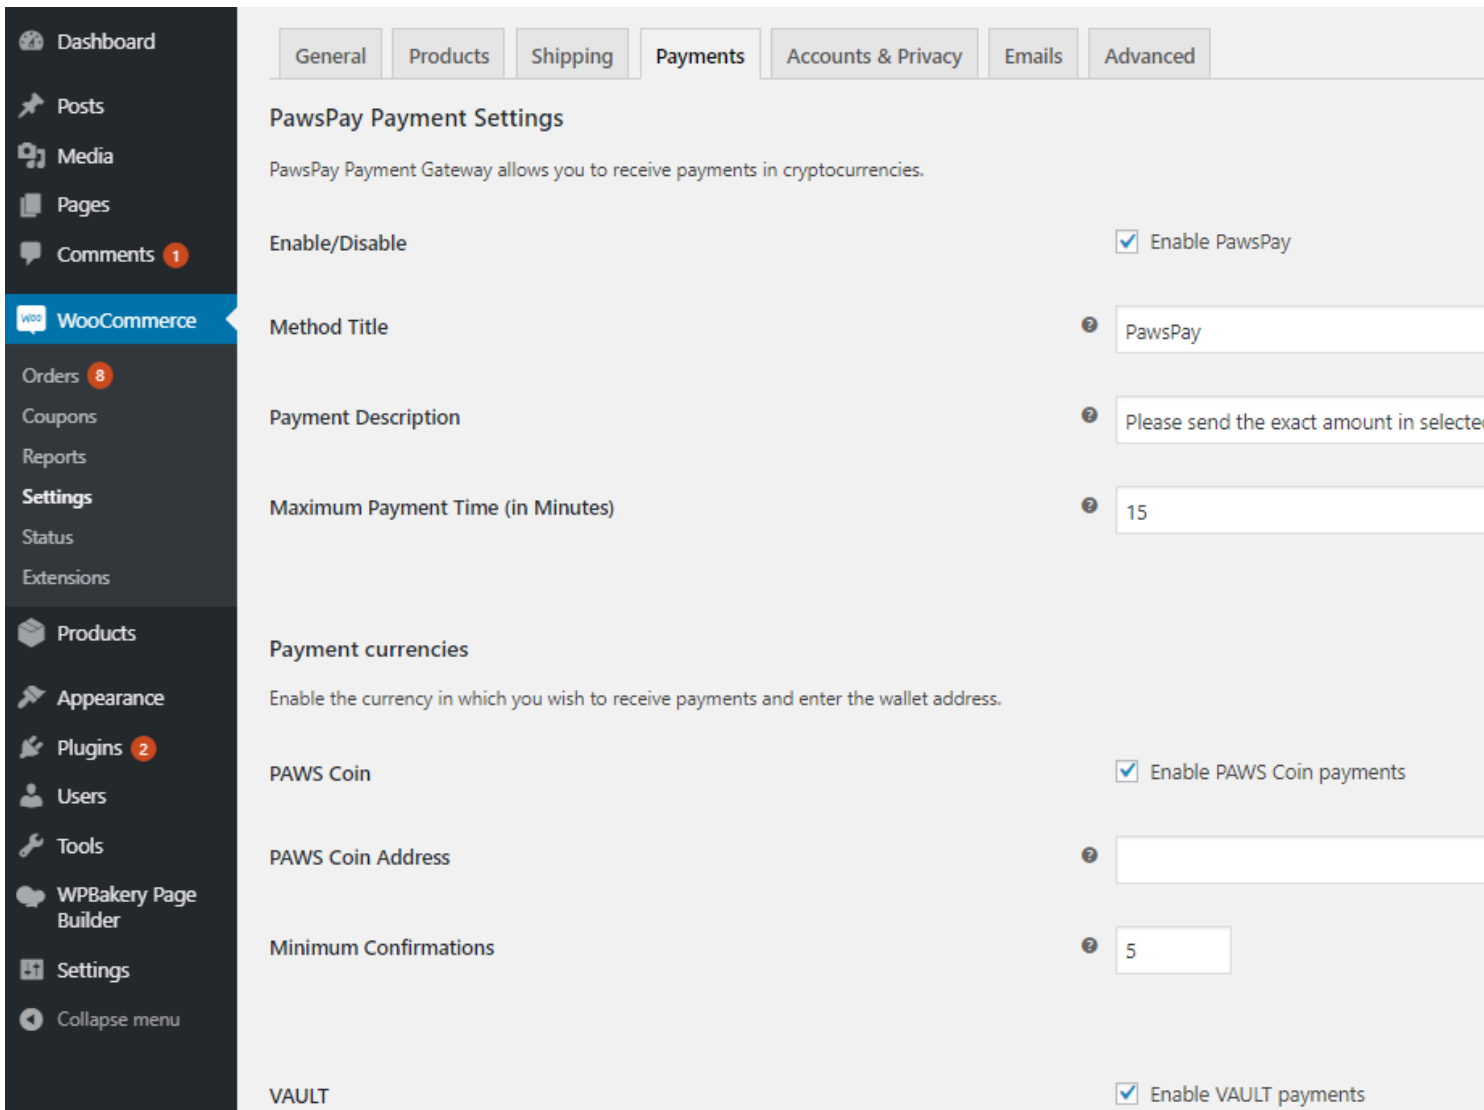 Dashboard
Posts
Media
Pages
Comments 1
Woo WooCommerce
Orders 8
Coupons
Reports
Settings
Status
Extensions
Products
Appearance
Plugins 2
Users
Tools
WPBakery Page
Builder
Settings
Collapse menu
General Products Shipping Payments Accounts & Privacy Emails Advanced
PawsPay Payment Settings
PawsPay Payment Gateway allows you to receive payments in cryptocurrencies.
Enable/Disable Enable PawsPay
Method Title ? PawsPay
Payment Description ? Please send the exact amount in selected
Maximum Payment Time (in Minutes) ? 15
Payment currencies
Enable the currency in which you wish to receive payments and enter the wallet address.
PAWS Coin Enable PAWS Coin payments
PAWS Coin Address ?
Minimum Confirmations ? 5
VAULT Enable VAULT payments